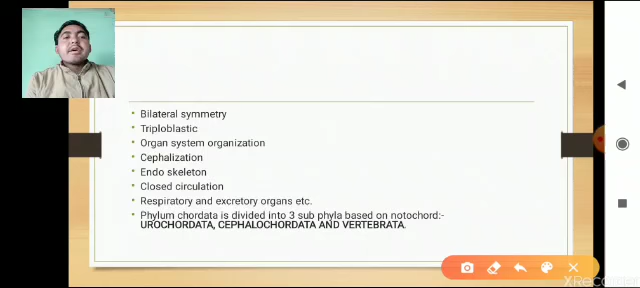 Bilateral symmetry
Triploblastic
Organ system organization
Cephalization
Endo skeleton
Closed circulation
Respiratory and excretory organs etc.
Phylum chordata is divided into 3 sub phyla based on notochord:-
UROCHORDATA, CEPHALOCHORDATA AND VERTEBRATA.
XRecorder